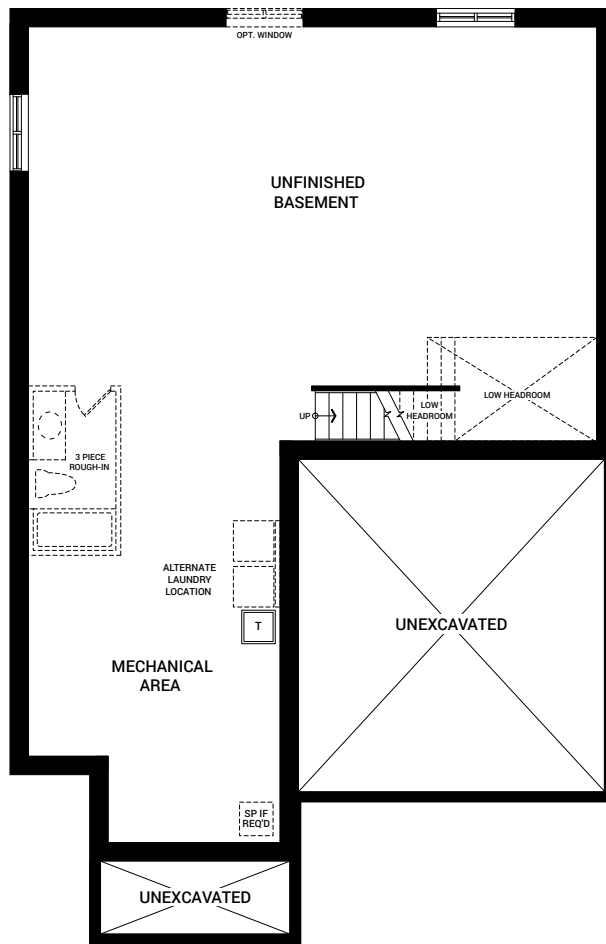 OPT. WINDOW
UNFINISHED
BASEMENT
LOW HEADROOM
UP
LOW
HEADROOM
3 PIECE
ROUGH-IN
ALTERNATE
LAUNDRY
LOCATION
T
UNEXCAVATED
MECHANICAL
AREA
SP IF
REQ'D
UNEXCAVATED